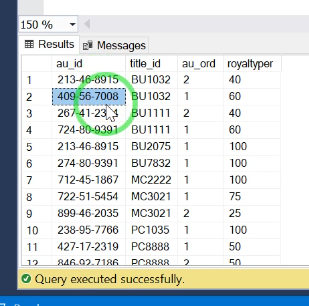 150 %
Results Messages
au_id title_id au_ord royaltyper
1 213-46-8915 BU1032 2 40
2 409-56-7008 BU1032 1 60
3 BU1111 2 40
4 724-80-9391 BU1111 1 60
5 213-46-8915 BU2075 1 100
6 274-80-9391 BU7832 1 100
7 712-45-1867 MC2222 1 100
8 722-51-5454 MC3021 1 75
9 899-46-2035 MC3021 2 25
10 238-95-7766 PC1035 1 100
11 427-17-2319 PC8888 1 50
12 846-92-7186 PC8888 2 50
Query executed successfully.